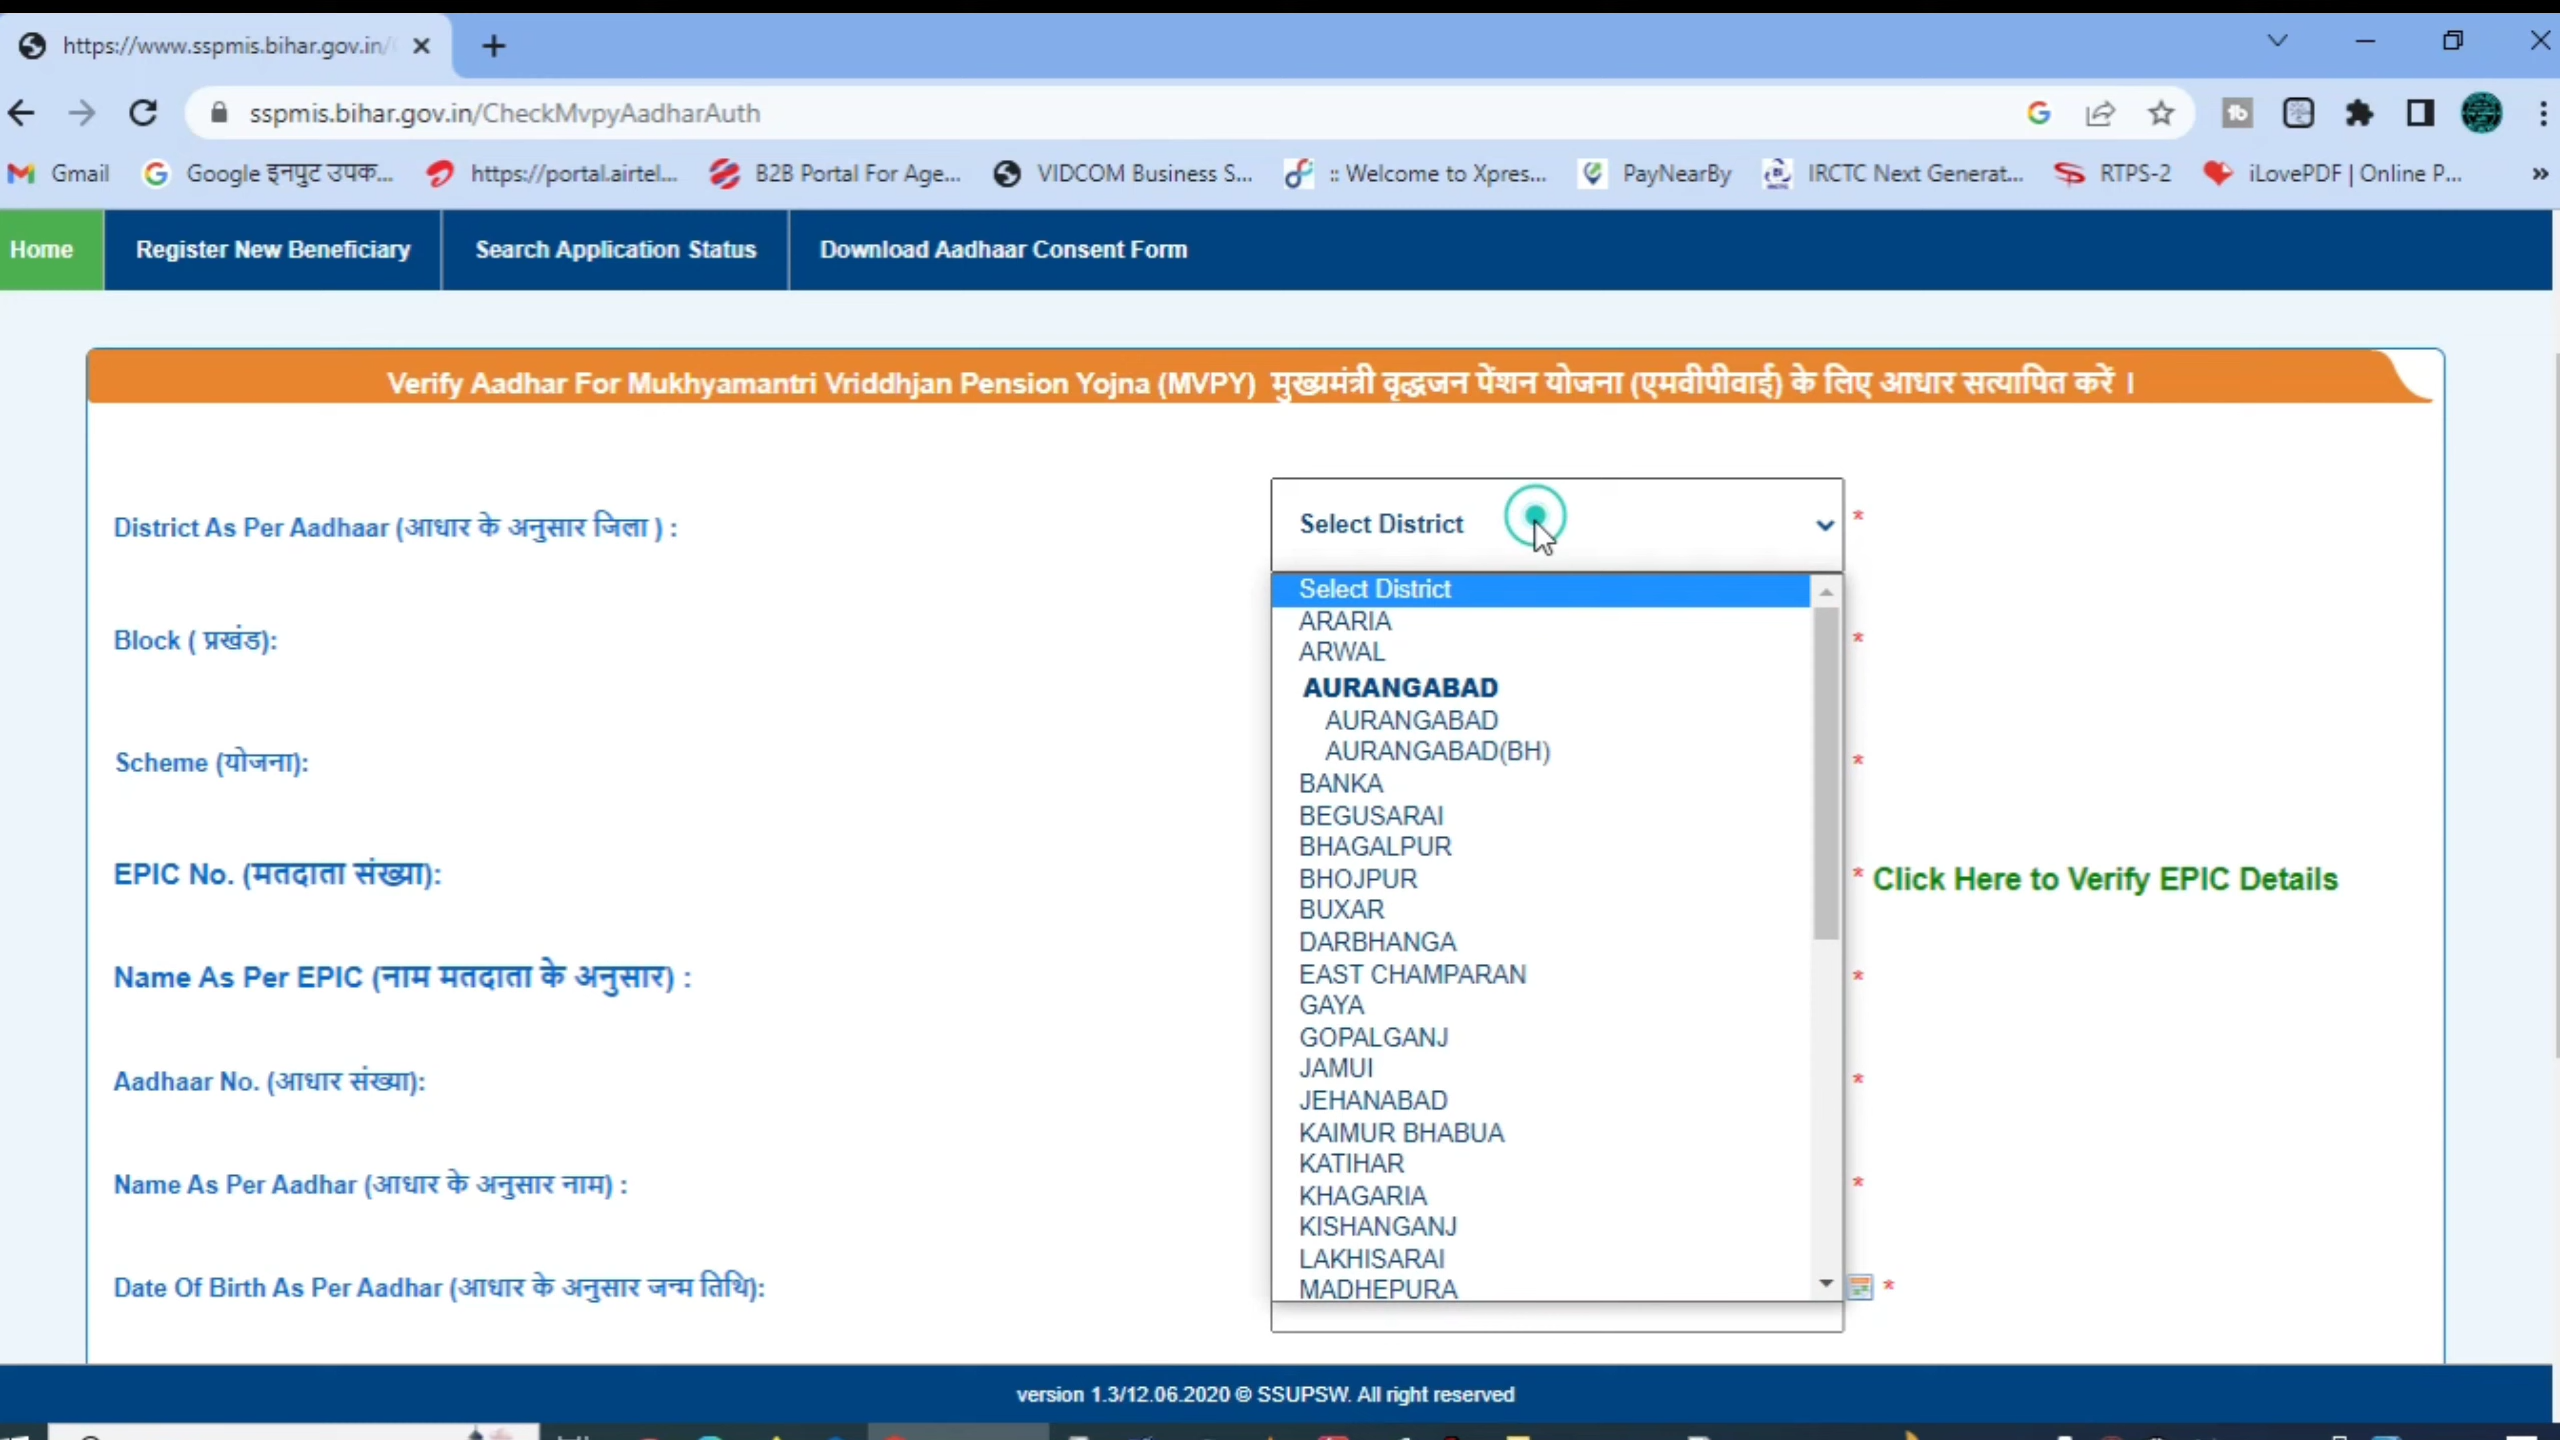 https://www.sspmis.bihar.gov.in/
sspmis.bihar.gov.in/CheckMvpyAadharAuth
Gmail Google इनपुट उपक... https://portal.airtel... B2B Portal For Age... VIDCOM Business S... :: Welcome to Xpres... PayNearBy IRCTC Next Generat... RTPS-2 iLovePDF | Online P... »
Home Register New Beneficiary Search Application Status Download Aadhaar Consent Form
Verify Aadhar For Mukhyamantri Vriddhjan Pension Yojna (MVPY) मुख्यमंत्री वृद्धजन पेंशन योजना (एमवीपीवाई) के लिए आधार सत्यापित करें ।
District As Per Aadhaar (आधार के अनुसार जिला ) : Select District *
Block ( प्रखंड): *
Scheme (योजना): *
EPIC No. (मतदाता संख्या): * Click Here to Verify EPIC Details
Name As Per EPIC (नाम मतदाता के अनुसार) : *
Aadhaar No. (आधार संख्या): *
Name As Per Aadhar (आधार के अनुसार नाम) : *
Date Of Birth As Per Aadhar (आधार के अनुसार जन्म तिथि): *
Select District
ARARIA
ARWAL
AURANGABAD
AURANGABAD
AURANGABAD(BH)
BANKA
BEGUSARAI
BHAGALPUR
BHOJPUR
BUXAR
DARBHANGA
EAST CHAMPARAN
GAYA
GOPALGANJ
JAMUI
JEHANABAD
KAIMUR BHABUA
KATIHAR
KHAGARIA
KISHANGANJ
LAKHISARAI
MADHEPURA
version 1.3/12.06.2020 © SSUPSW. All right reserved